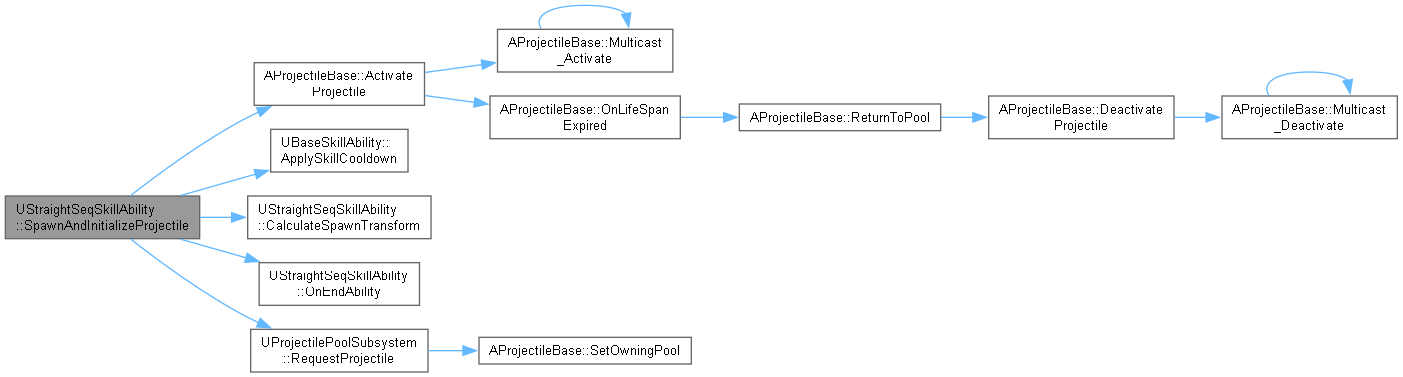 AProjectileBase::Multicast
_Activate
AProjectileBase::Activate
Projectile
AProjectileBase::OnLifeSpan
Expired
AProjectileBase::ReturnToPool
AProjectileBase::Deactivate
Projectile
AProjectileBase::Multicast
_Deactivate
UBaseSkillAbility::
ApplySkillCooldown
UStraightSeqSkillAbility
::SpawnAndInitializeProjectile
UStraightSeqSkillAbility
::CalculateSpawnTransform
UStraightSeqSkillAbility
::OnEndAbility
UProjectilePoolSubsystem
::RequestProjectile
AProjectileBase::SetOwningPool